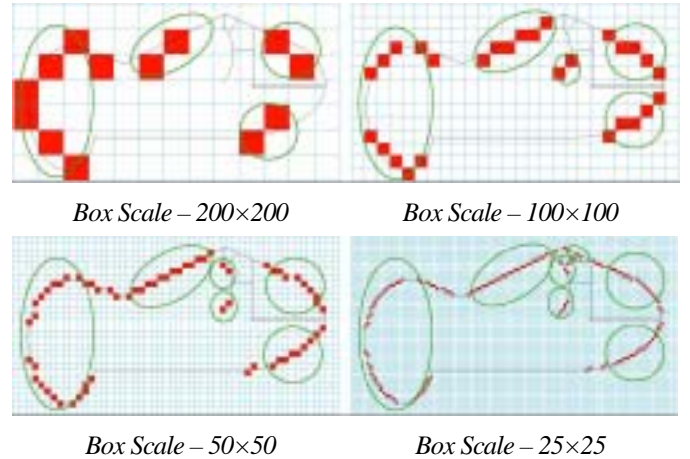 Box Scale – 200×200
Box Scale – 100×100
Box Scale – 50×50
Box Scale – 25×25